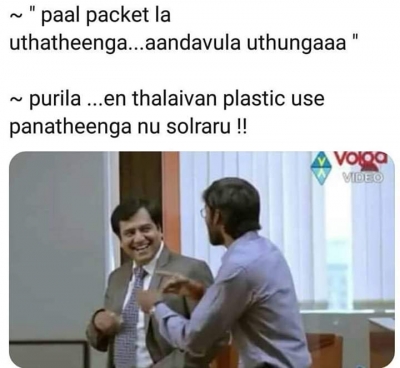 ~ " paal packet la
uthatheenga...aandavula uthungaaa "
~ purila ...en thalaivan plastic use
panatheenga nu solraru !!
Volga
VIDEO